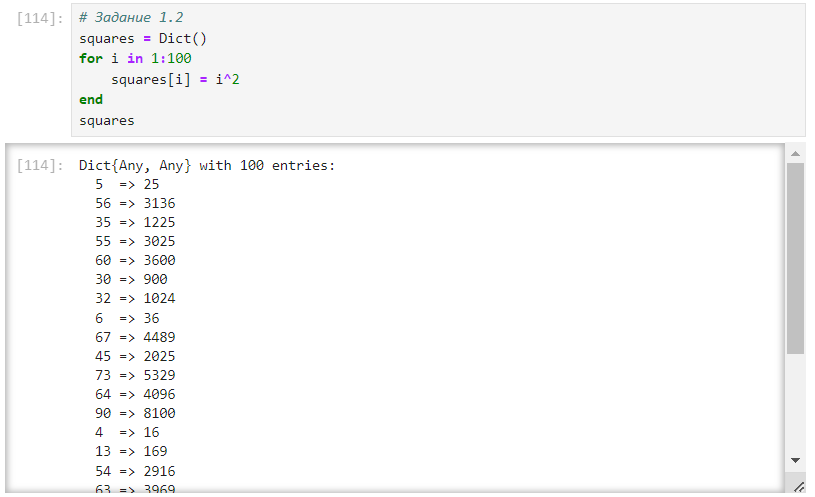 [114]: # Задание 1.2
squares = Dict()
for i in 1:100
    squares[i] = i^2
end
squares
[114]: Dict{Any, Any} with 100 entries:
  5  => 25
  56 => 3136
  35 => 1225
  55 => 3025
  60 => 3600
  30 => 900
  32 => 1024
  6  => 36
  67 => 4489
  45 => 2025
  73 => 5329
  64 => 4096
  90 => 8100
  4  => 16
  13 => 169
  54 => 2916
  63 => 3969